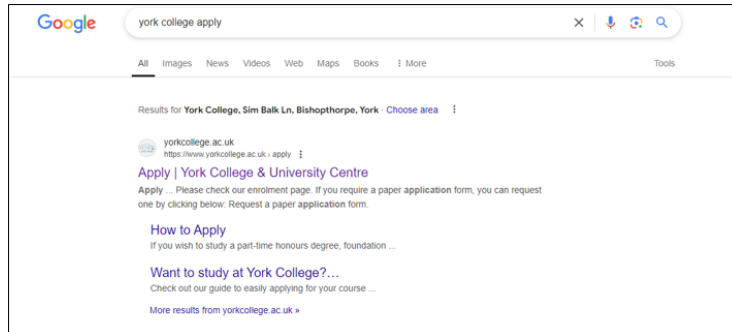 Google
york college apply
All Images News Videos Web Maps Books More Tools
Results for York College, Sim Balk Ln, Bishopthorpe, York · Choose area
yorkcollege.ac.uk
https://www.yorkcollege.ac.uk › apply
Apply | York College & University Centre
Apply ... Please check our enrolment page. If you require a paper application form, you can request
one by clicking below: Request a paper application form.
How to Apply
If you wish to study a part-time honours degree, foundation ...
Want to study at York College?...
Check out our guide to easily applying for your course ...
More results from yorkcollege.ac.uk »